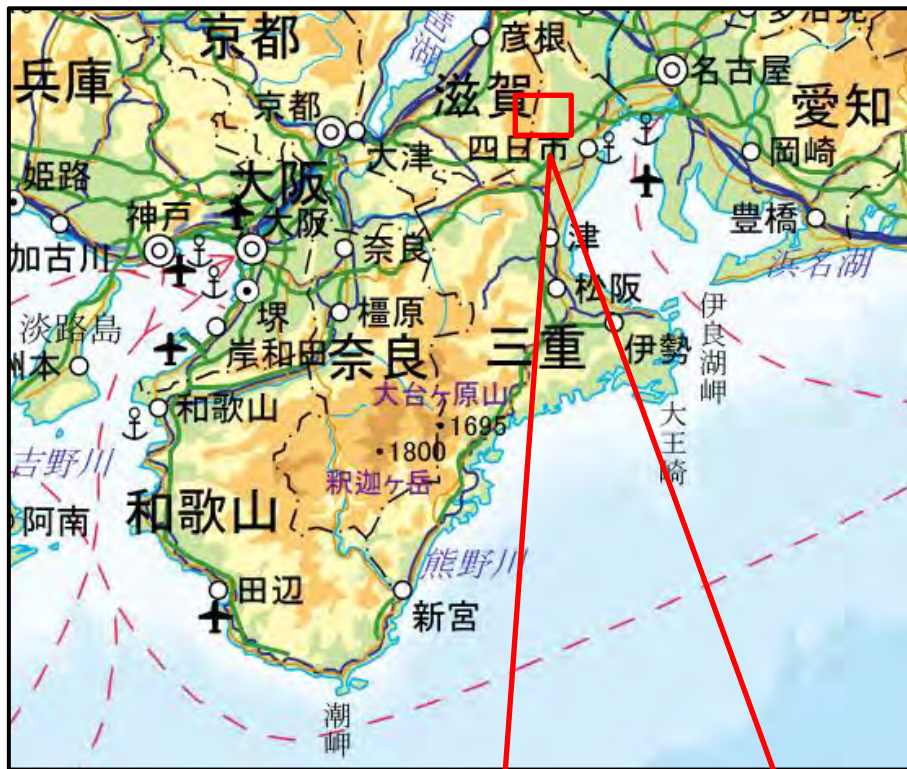 京都
彦根
名古屋
兵庫
滋賀
愛知
京都
大津
四日市
岡崎
姫路
大阪
神戸
大阪
奈良
津
豊橋
加古川
浜名湖
松阪
堺
橿原
淡路島
岸和田
奈良
三重
伊勢
伊良湖岬
大台ヶ原山
1695
和歌山
1800
大王崎
吉野川
釈迦ヶ岳
阿南
和歌山
熊野川
田辺
新宮
潮岬